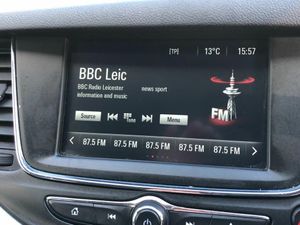 [TP] 13°C 15:57
BBC Leic
BBC Radio Leicester news sport
information and music
FM
Source Tune Menu
87.5 FM 87.5 FM 87.5 FM 87.5 FM 87.5 FM